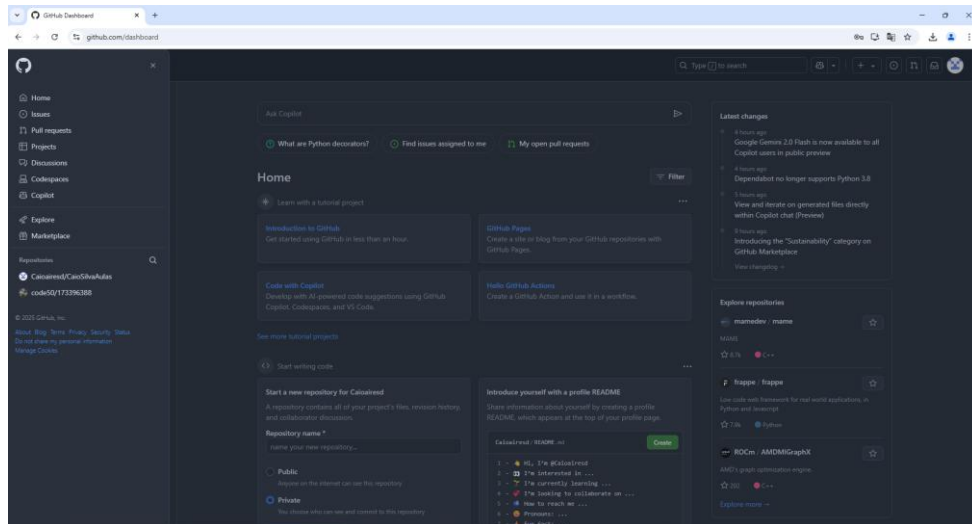 GitHub Dashboard
github.com/dashboard
Type / to search
Home
Issues
Pull requests
Projects
Discussions
Codespaces
Copilot
Explore
Marketplace
Repositories
Caioairesd/CaioSilvaAulas
code50/173396388
© 2025 GitHub, Inc.
About Blog Terms Privacy Security Status
Do not share my personal information
Manage Cookies
Ask Copilot
What are Python decorators?
Find issues assigned to me
My open pull requests
Home
Filter
Learn with a tutorial project
Introduction to GitHub
Get started using GitHub in less than an hour.
GitHub Pages
Create a site or blog from your GitHub repositories with
GitHub Pages.
Code with Copilot
Develop with AI-powered code suggestions using GitHub
Copilot, Codespaces, and VS Code.
Hello GitHub Actions
Create a GitHub Action and use it in a workflow.
See more tutorial projects
Start writing code
Start a new repository for Caioairesd
A repository contains all of your project's files, revision history,
and collaborator discussion.
Repository name *
name your new repository...
Public
Anyone on the internet can see this repository
Private
You choose who can see and commit to this repository
Introduce yourself with a profile README
Share information about yourself by creating a profile
README, which appears at the top of your profile page.
Caioairesd / README.md
Create
1 - 👋 Hi, I'm @Caioairesd
2 - 👀 I'm interested in ...
3 - 🌱 I'm currently learning ...
4 - 💞️ I'm looking to collaborate on ...
5 - 📫 How to reach me ...
6 - 😄 Pronouns: ...
7 - ⚡ Fun fact: ...
Latest changes
4 hours ago
Google Gemini 2.0 Flash is now available to all
Copilot users in public preview
4 hours ago
Dependabot no longer supports Python 3.8
5 hours ago
View and iterate on generated files directly
within Copilot chat (Preview)
9 hours ago
Introducing the "Sustainability" category on
GitHub Marketplace
View changelog →
Explore repositories
mamedev / mame
MAME
8.7k C++
frappe / frappe
Low code web framework for real world applications, in
Python and Javascript
7.8k Python
ROCm / AMDMIGraphX
AMD's graph optimization engine.
202 C++
Explore more →